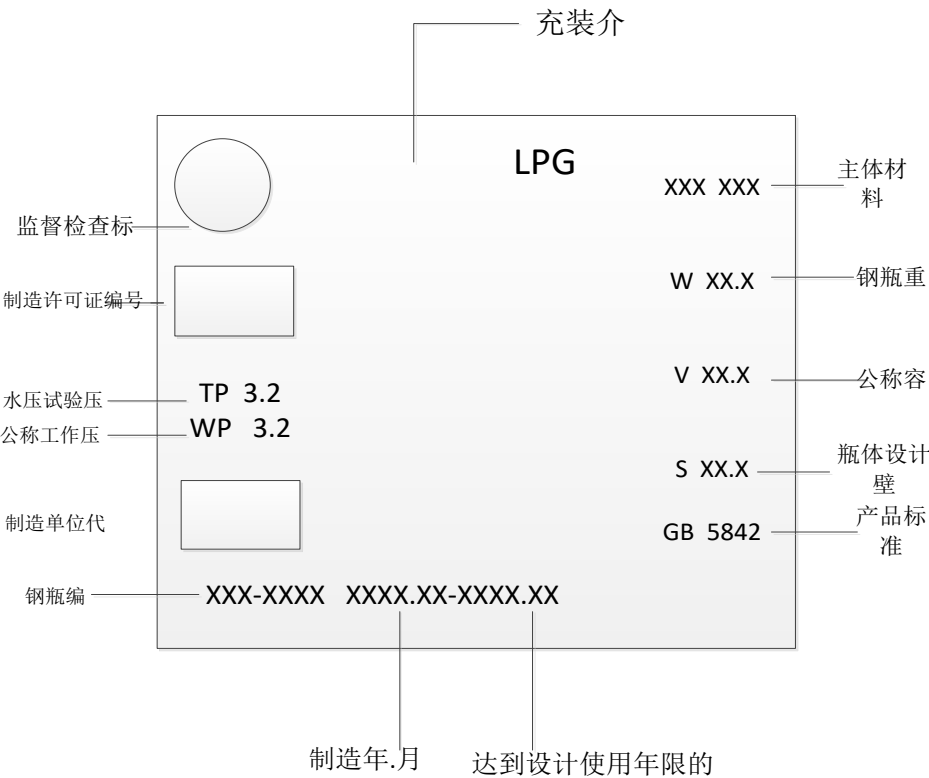 充装介
LPG
XXX XXX
主体材
料
监督检查标
W XX.X
钢瓶重
制造许可证编号
V XX.X
公称容
TP 3.2
水压试验压
WP 3.2
公称工作压
S XX.X
瓶体设计
壁
制造单位代
GB 5842
产品标
准
钢瓶编
XXX-XXXX XXXX.XX-XXXX.XX
制造年.月
达到设计使用年限的